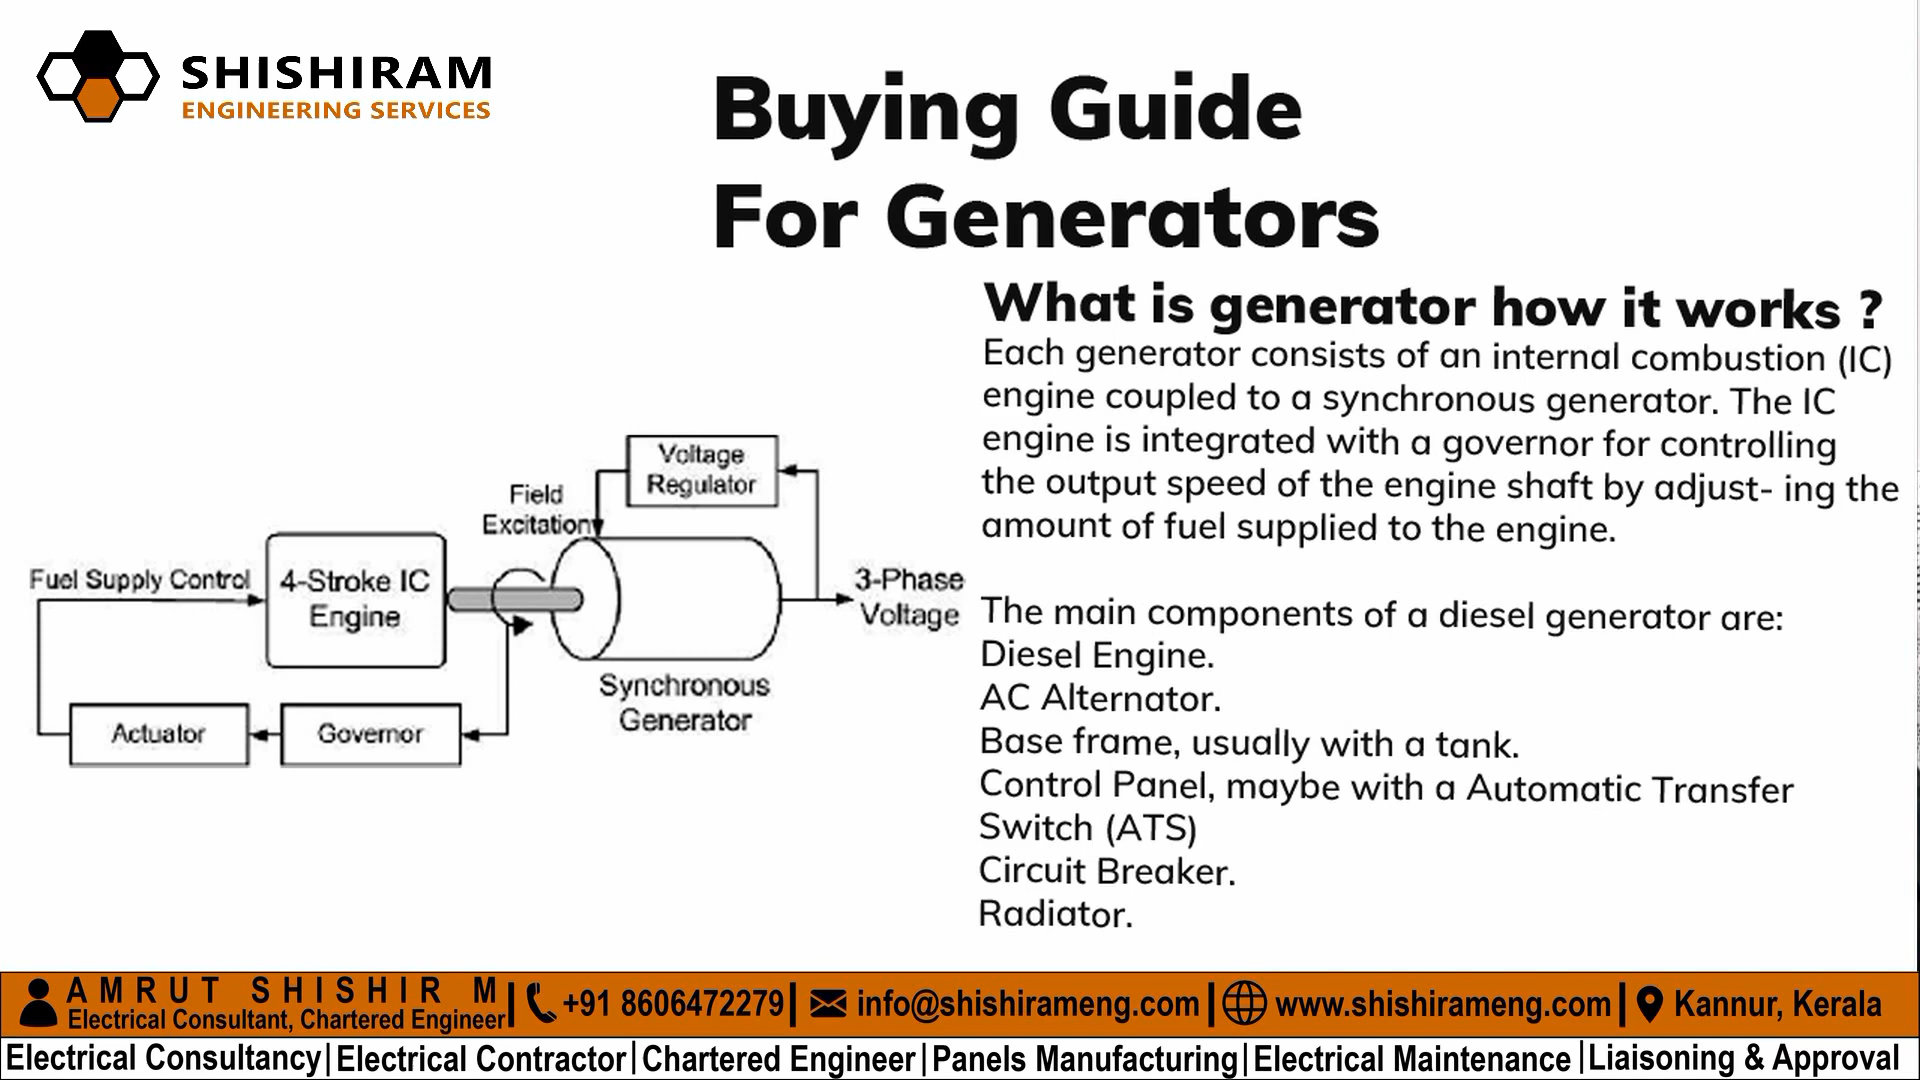 SHISHIRAM
ENGINEERING SERVICES
Buying Guide
For Generators
What is generator how it works ?
Each generator consists of an internal combustion (IC)
engine coupled to a synchronous generator. The IC
engine is integrated with a governor for controlling
the output speed of the engine shaft by adjust- ing the
amount of fuel supplied to the engine.
The main components of a diesel generator are:
Diesel Engine.
AC Alternator.
Base frame, usually with a tank.
Control Panel, maybe with a Automatic Transfer
Switch (ATS)
Circuit Breaker.
Radiator.
Voltage
Regulator
Field
Excitation
Fuel Supply Control
4-Stroke IC
Engine
3-Phase
Voltage
Synchronous
Generator
Actuator
Governor
AMRUT SHISHIR M
Electrical Consultant, Chartered Engineer
+91 8606472279
info@shishirameng.com
www.shishirameng.com
Kannur, Kerala
Electrical Consultancy|Electrical Contractor|Chartered Engineer|Panels Manufacturing|Electrical Maintenance|Liaisoning & Approval